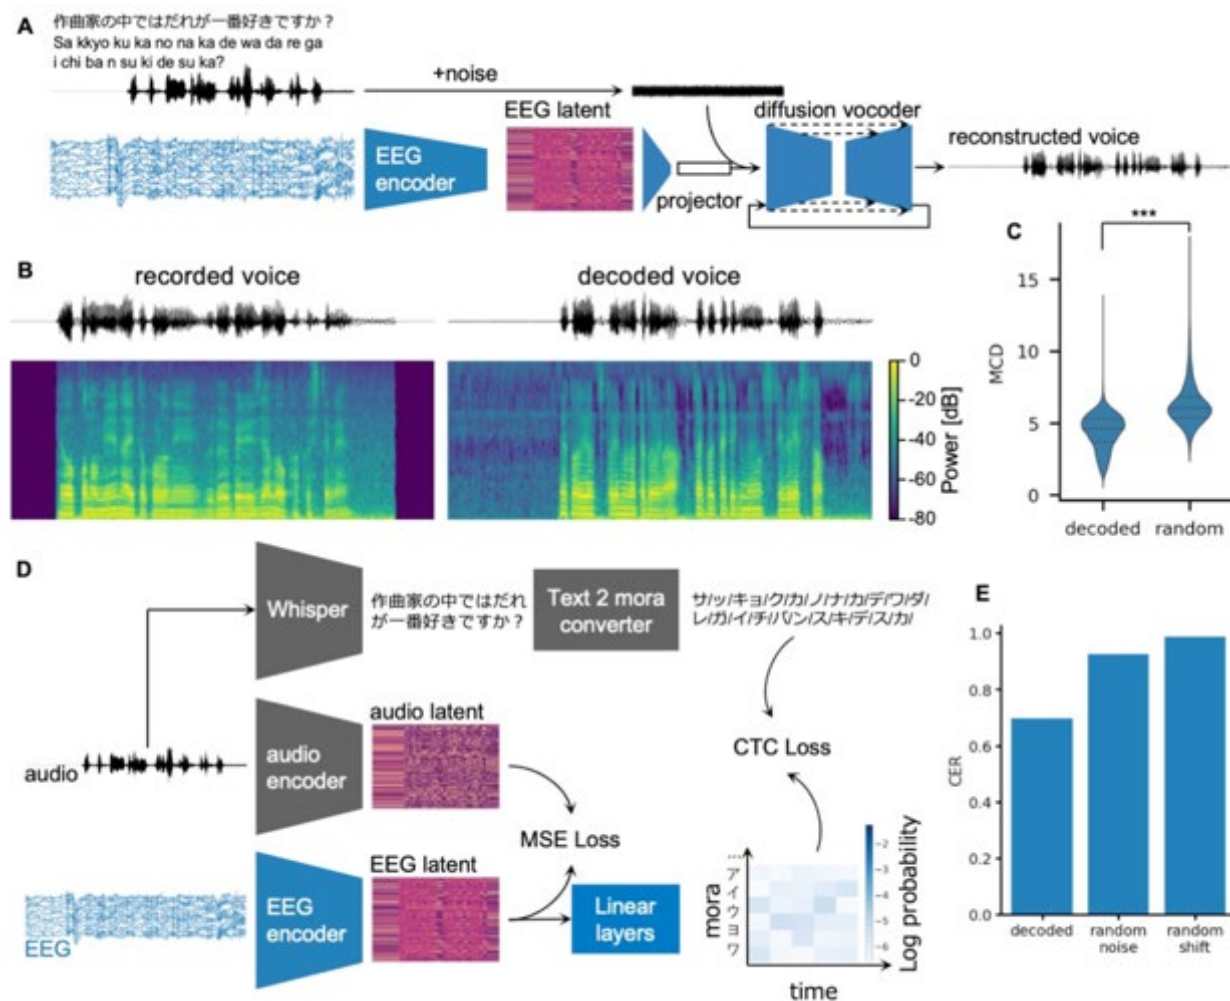 A
作曲家の中ではだれが一番好きですか？
Sa kkyo ku ka no na ka de wa da re ga
i chi ba n su ki de su ka?
+noise
EEG latent
diffusion vocoder
reconstructed voice
EEG
encoder
projector
B
recorded voice
decoded voice
0
-20
-40
-60
-80
Power [dB]
C
***
15
10
5
0
MCD
decoded
random
D
Whisper
作曲家の中ではだれ
が一番好きですか？
Text 2 mora
converter
サ/ッ/キョ/ク/カ/ノ/ナ/カ/デ/ワ/ダ/
レ/ガ/イ/チ/バ/ン/ス/キ/デ/ス/カ/
audio latent
audio
audio
encoder
CTC Loss
MSE Loss
EEG latent
EEG
EEG
encoder
Linear
layers
mora
...
ア
イ
ウ
ヨ
ワ
time
-2
-3
-4
-5
-6
Log probability
E
1.0
0.8
0.6
0.4
0.2
0.0
CER
decoded
random
noise
random
shift